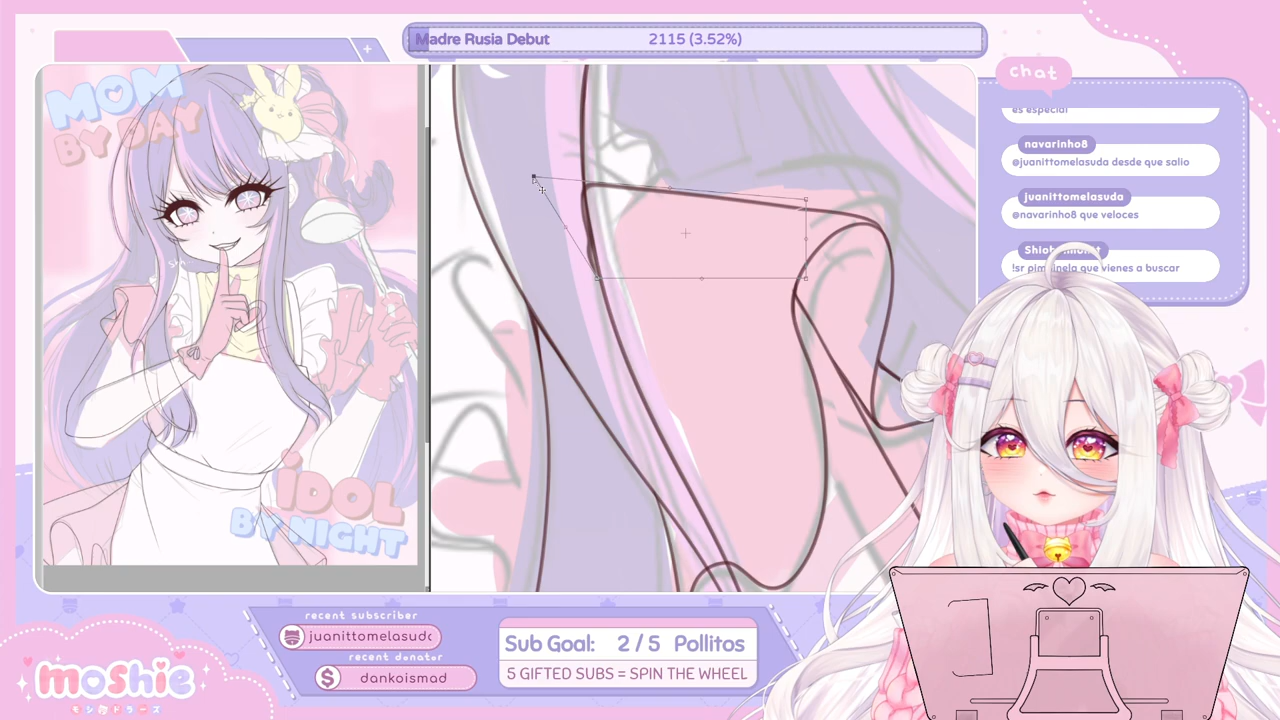 Madre Rusia Debut 2115 (3.52%)
+
MOM
BY DAY
iDOL
BY NIGHT
chat
es especial
navarinho8
@juanittomelasuda desde que salio
juanittomelasuda
@navarinho8 que veloces
que vienes a buscar
recent subscriber
juanittomelasudc
recent donator
$ dankoismad
Sub Goal: 2 / 5 Pollitos
5 GIFTED SUBS = SPIN THE WHEEL
moshie